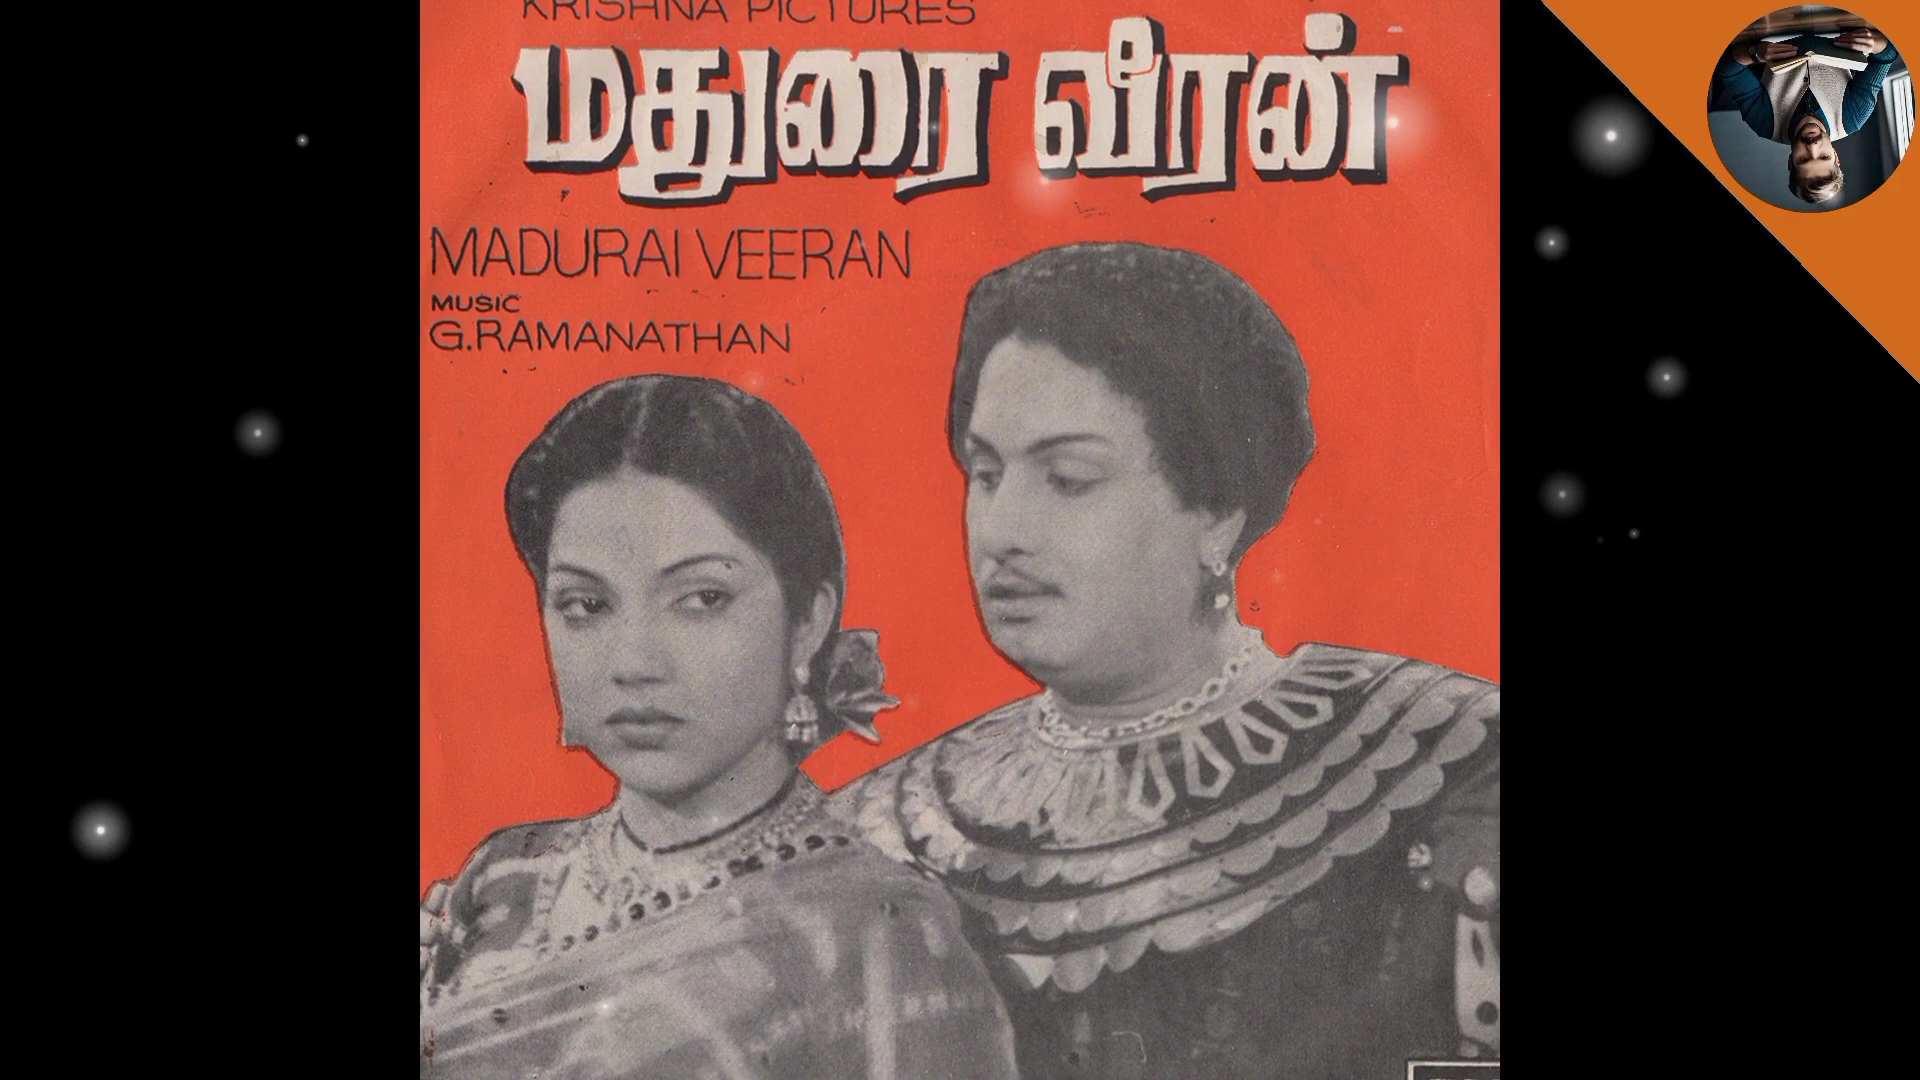 KRISHNA PICTURES
மதுரை வீரன்
MADURAI VEERAN
MUSIC
G.RAMANATHAN